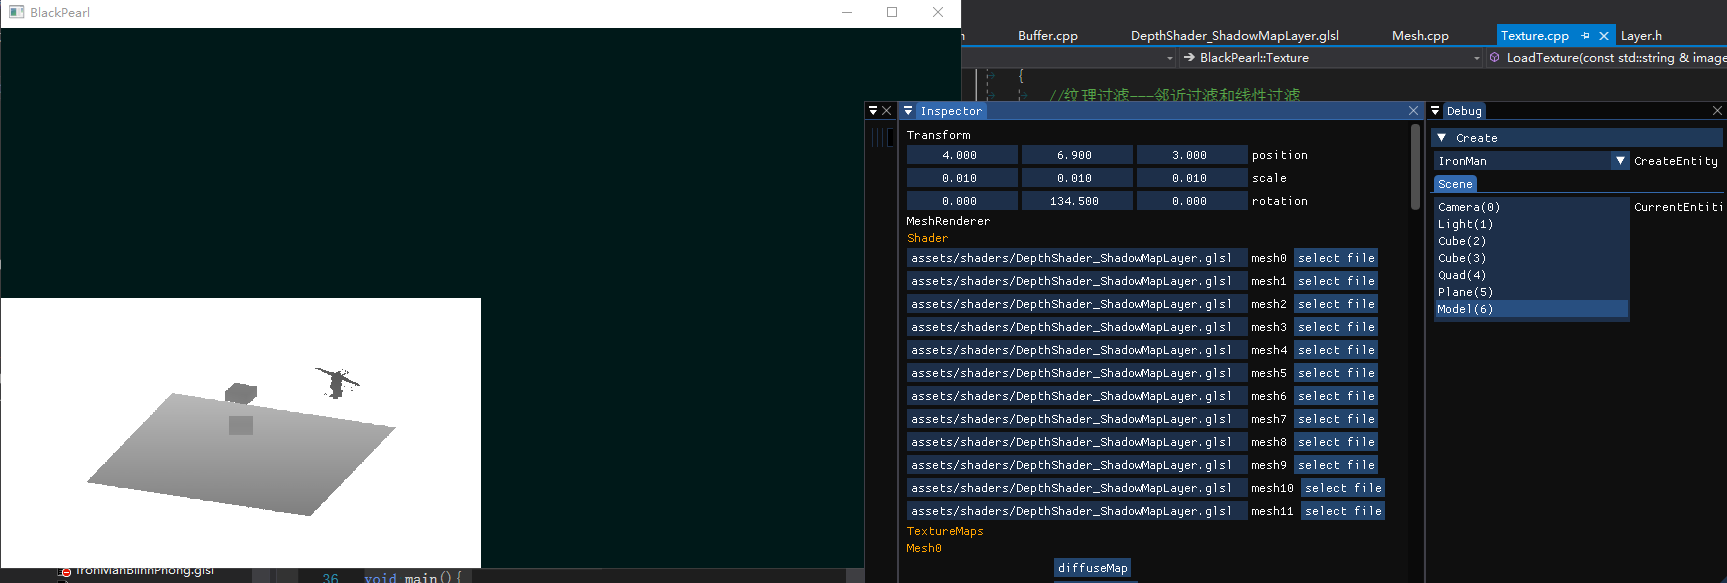 BlackPearl
Buffer.cpp
DepthShader_ShadowMapLayer.glsl
Mesh.cpp
Texture.cpp
Layer.h
BlackPearl::Texture
LoadTexture(const std::string & image
{
//纹理过滤---邻近过滤和线性过滤
Inspector
Transform
4.000 6.900 3.000 position
0.010 0.010 0.010 scale
0.000 134.500 0.000 rotation
MeshRenderer
Shader
assets/shaders/DepthShader_ShadowMapLayer.glsl mesh0 select file
assets/shaders/DepthShader_ShadowMapLayer.glsl mesh1 select file
assets/shaders/DepthShader_ShadowMapLayer.glsl mesh2 select file
assets/shaders/DepthShader_ShadowMapLayer.glsl mesh3 select file
assets/shaders/DepthShader_ShadowMapLayer.glsl mesh4 select file
assets/shaders/DepthShader_ShadowMapLayer.glsl mesh5 select file
assets/shaders/DepthShader_ShadowMapLayer.glsl mesh6 select file
assets/shaders/DepthShader_ShadowMapLayer.glsl mesh7 select file
assets/shaders/DepthShader_ShadowMapLayer.glsl mesh8 select file
assets/shaders/DepthShader_ShadowMapLayer.glsl mesh9 select file
assets/shaders/DepthShader_ShadowMapLayer.glsl mesh10 select file
assets/shaders/DepthShader_ShadowMapLayer.glsl mesh11 select file
TextureMaps
Mesh0
diffuseMap
Debug
Create
IronMan CreateEntity
Scene
Camera(0) CurrentEntiti
Light(1)
Cube(2)
Cube(3)
Quad(4)
Plane(5)
Model(6)
IronManBlinnPhong.glsl
36 void main(){